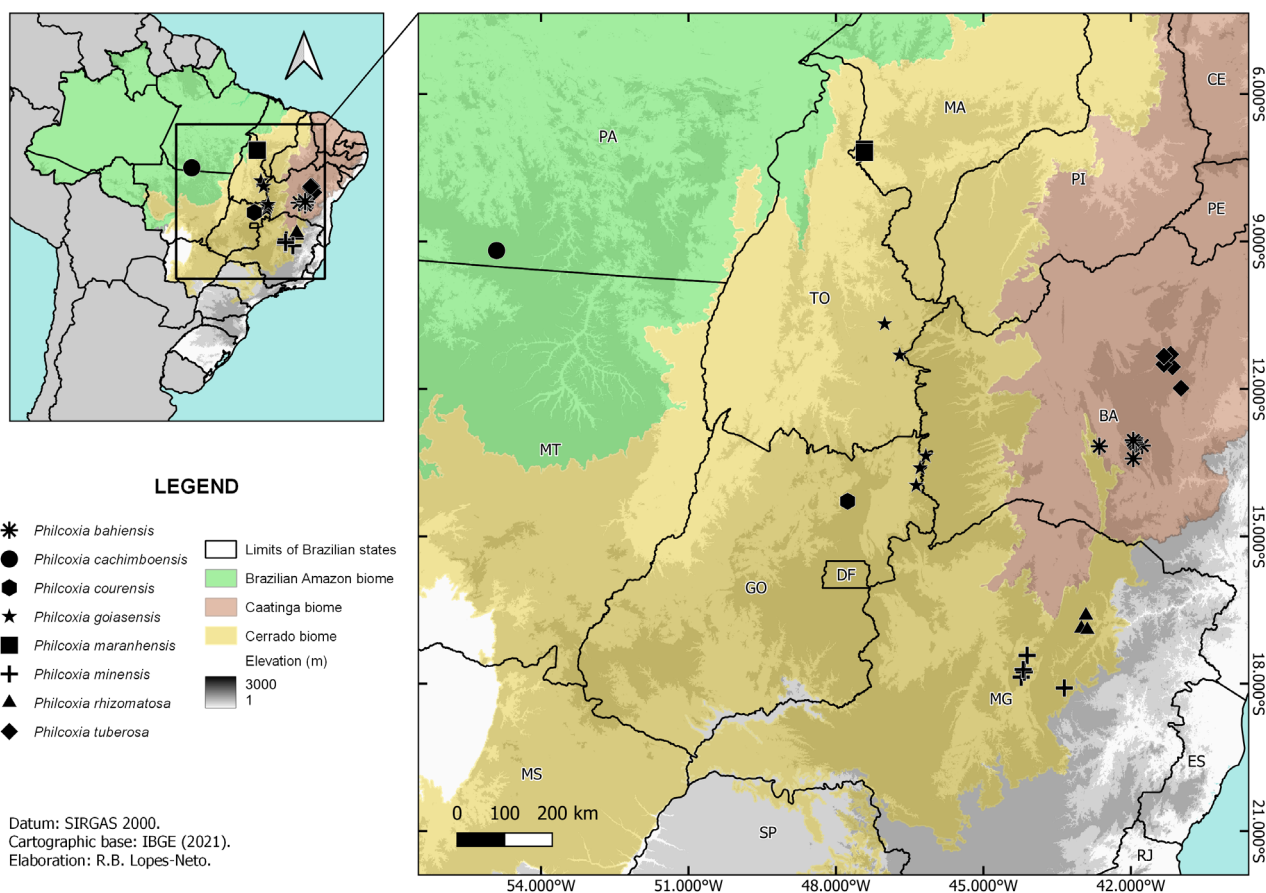 LEGEND
Philcoxia bahiensis
Philcoxia cachimboensis
Philcoxia courensis
Philcoxia goiasensis
Philcoxia maranhensis
Philcoxia minensis
Philcoxia rhizomatosa
Philcoxia tuberosa
Limits of Brazilian states
Brazilian Amazon biome
Caatinga biome
Cerrado biome
Elevation (m)
3000
1
Datum: SIRGAS 2000.
Cartographic base: IBGE (2021).
Elaboration: R.B. Lopes-Neto.
PA
MA
CE
PI
PE
TO
MT
BA
GO
DF
MG
MS
ES
SP
RJ
0 100 200 km
6.000°S
9.000°S
12.000°S
15.000°S
18.000°S
21.000°S
54.000°W
51.000°W
48.000°W
45.000°W
42.000°W